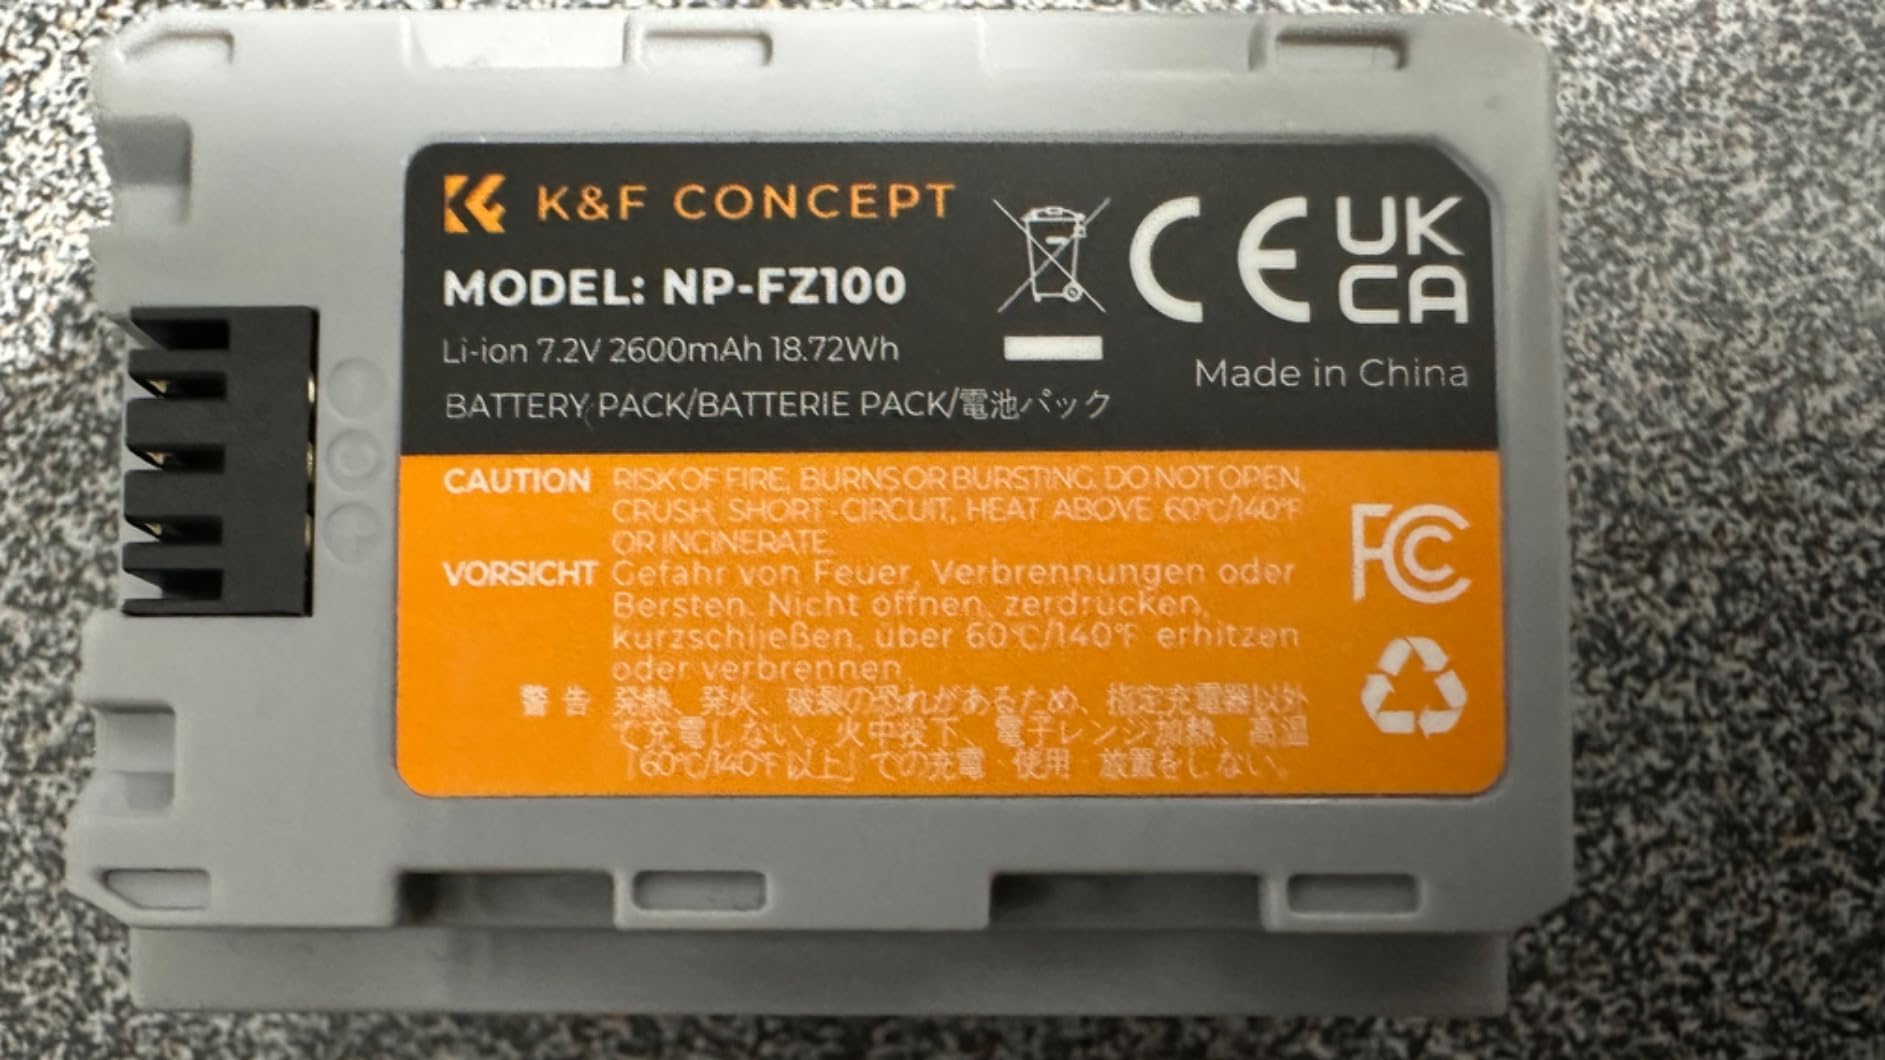 K&F CONCEPT
MODEL: NP-FZ100
Li-ion 7.2V 2600mAh 18.72Wh
BATTERY PACK/BATTERIE PACK/電池パック
CE
UK
CA
Made in China
CAUTION RISK OF FIRE, BURNS OR BURSTING. DO NOT OPEN,
CRUSH, SHORT-CIRCUIT, HEAT ABOVE 60℃/140℉
OR INCINERATE
VORSICHT Gefahr von Feuer, Verbrennungen oder
Bersten. Nicht öffnen, zerdrücken,
kurzschließen, über 60℃/140℉ erhitzen
oder verbrennen
警告 発熱、発火、破裂の恐れがあるため、指定充電器以外
で充電しない、火中投下、電子レンジ加熱、高温
「60℃/140℉以上」での充電・使用・放置をしない。
FC